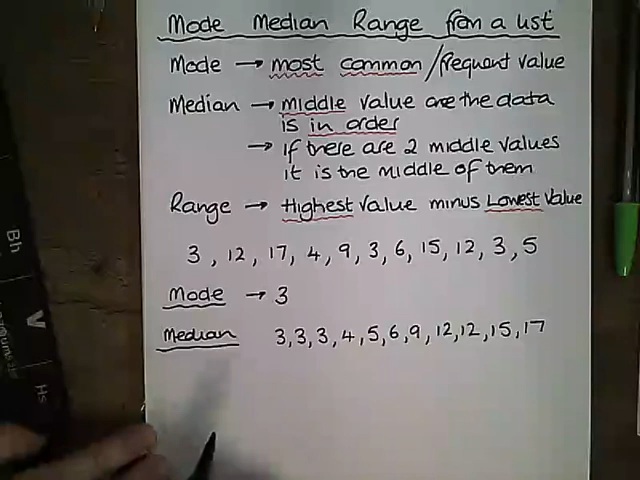 Mode Median Range from a list
Mode → most common/frequent value
Median → middle value once the data
is in order
→ if there are 2 middle values
it is the middle of them
Range → Highest value minus Lowest value
3, 12, 17, 4, 9, 3, 6, 15, 12, 3, 5
Mode → 3
Median 3, 3, 3, 4, 5, 6, 9, 12, 12, 15, 17
Bh
V
Hs